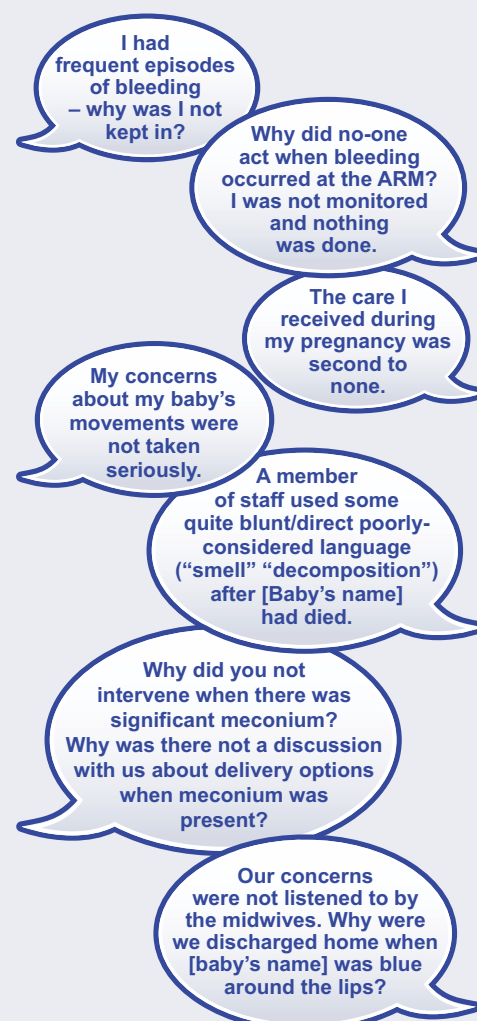 I had
frequent episodes
of bleeding
– why was I not
kept in?
Why did no-one
act when bleeding
occurred at the ARM?
I was not monitored
and nothing
was done.
The care I
received during
my pregnancy was
second to
none.
My concerns
about my baby’s
movements were
not taken
seriously.
A member
of staff used some
quite blunt/direct poorly-
considered language
(“smell” “decomposition”)
after [Baby’s name]
had died.
Why did you not
intervene when there was
significant meconium?
Why was there not a discussion
with us about delivery options
when meconium was
present?
Our concerns
were not listened to by
the midwives. Why were
we discharged home when
[baby’s name] was blue
around the lips?